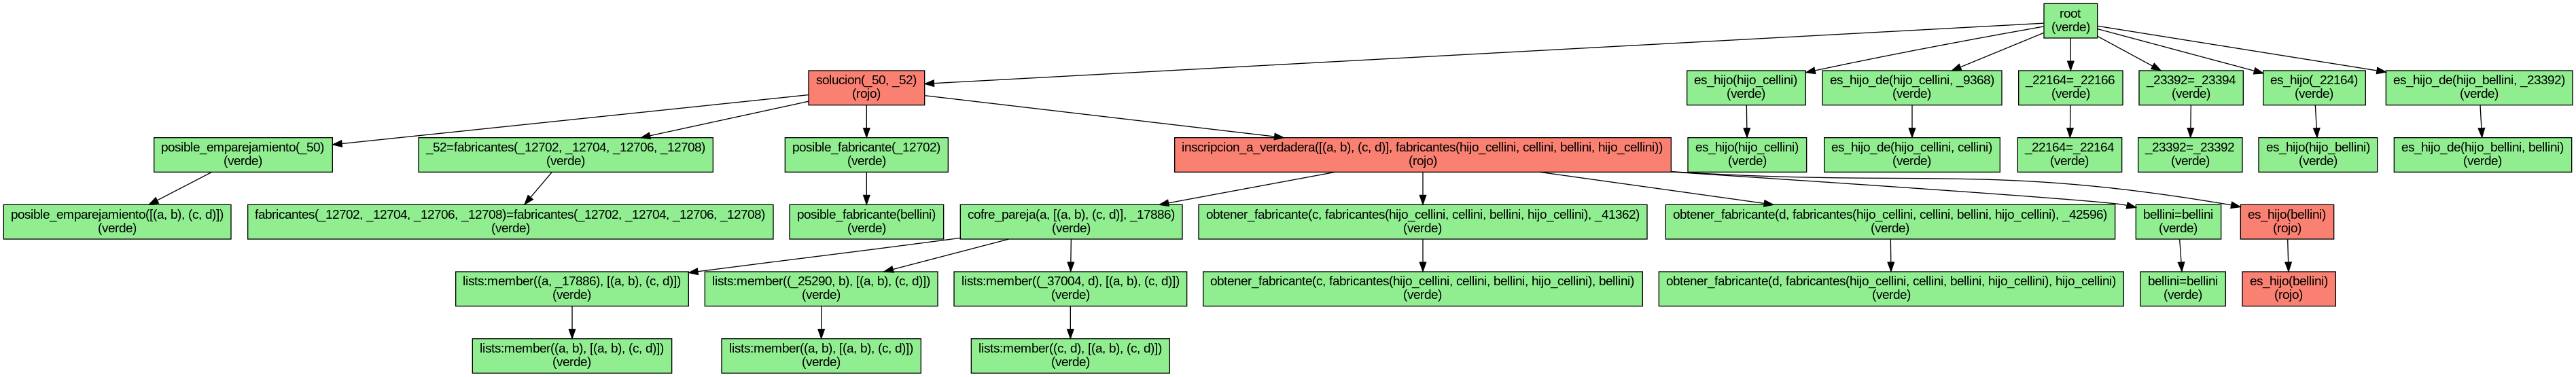 root
(verde)
solucion(_50, _52)
(rojo)
es_hijo(hijo_cellini)
(verde)
es_hijo_de(hijo_cellini, _9368)
(verde)
_22164=_22166
(verde)
_23392=_23394
(verde)
es_hijo(_22164)
(verde)
es_hijo_de(hijo_bellini, _23392)
(verde)
posible_emparejamiento(_50)
(verde)
_52=fabricantes(_12702, _12704, _12706, _12708)
(verde)
posible_fabricante(_12702)
(verde)
inscripcion_a_verdadera([(a, b), (c, d)], fabricantes(hijo_cellini, cellini, bellini, hijo_cellini))
(rojo)
es_hijo(hijo_cellini)
(verde)
es_hijo_de(hijo_cellini, cellini)
(verde)
_22164=_22164
(verde)
_23392=_23392
(verde)
es_hijo(hijo_bellini)
(verde)
es_hijo_de(hijo_bellini, bellini)
(verde)
posible_emparejamiento([(a, b), (c, d)])
(verde)
fabricantes(_12702, _12704, _12706, _12708)=fabricantes(_12702, _12704, _12706, _12708)
(verde)
posible_fabricante(bellini)
(verde)
cofre_pareja(a, [(a, b), (c, d)], _17886)
(verde)
obtener_fabricante(c, fabricantes(hijo_cellini, cellini, bellini, hijo_cellini), _41362)
(verde)
obtener_fabricante(d, fabricantes(hijo_cellini, cellini, bellini, hijo_cellini), _42596)
(verde)
bellini=bellini
(verde)
es_hijo(bellini)
(rojo)
lists:member((a, _17886), [(a, b), (c, d)])
(verde)
lists:member((_25290, b), [(a, b), (c, d)])
(verde)
lists:member((_37004, d), [(a, b), (c, d)])
(verde)
obtener_fabricante(c, fabricantes(hijo_cellini, cellini, bellini, hijo_cellini), bellini)
(verde)
obtener_fabricante(d, fabricantes(hijo_cellini, cellini, bellini, hijo_cellini), hijo_cellini)
(verde)
bellini=bellini
(verde)
es_hijo(bellini)
(rojo)
lists:member((a, b), [(a, b), (c, d)])
(verde)
lists:member((a, b), [(a, b), (c, d)])
(verde)
lists:member((c, d), [(a, b), (c, d)])
(verde)